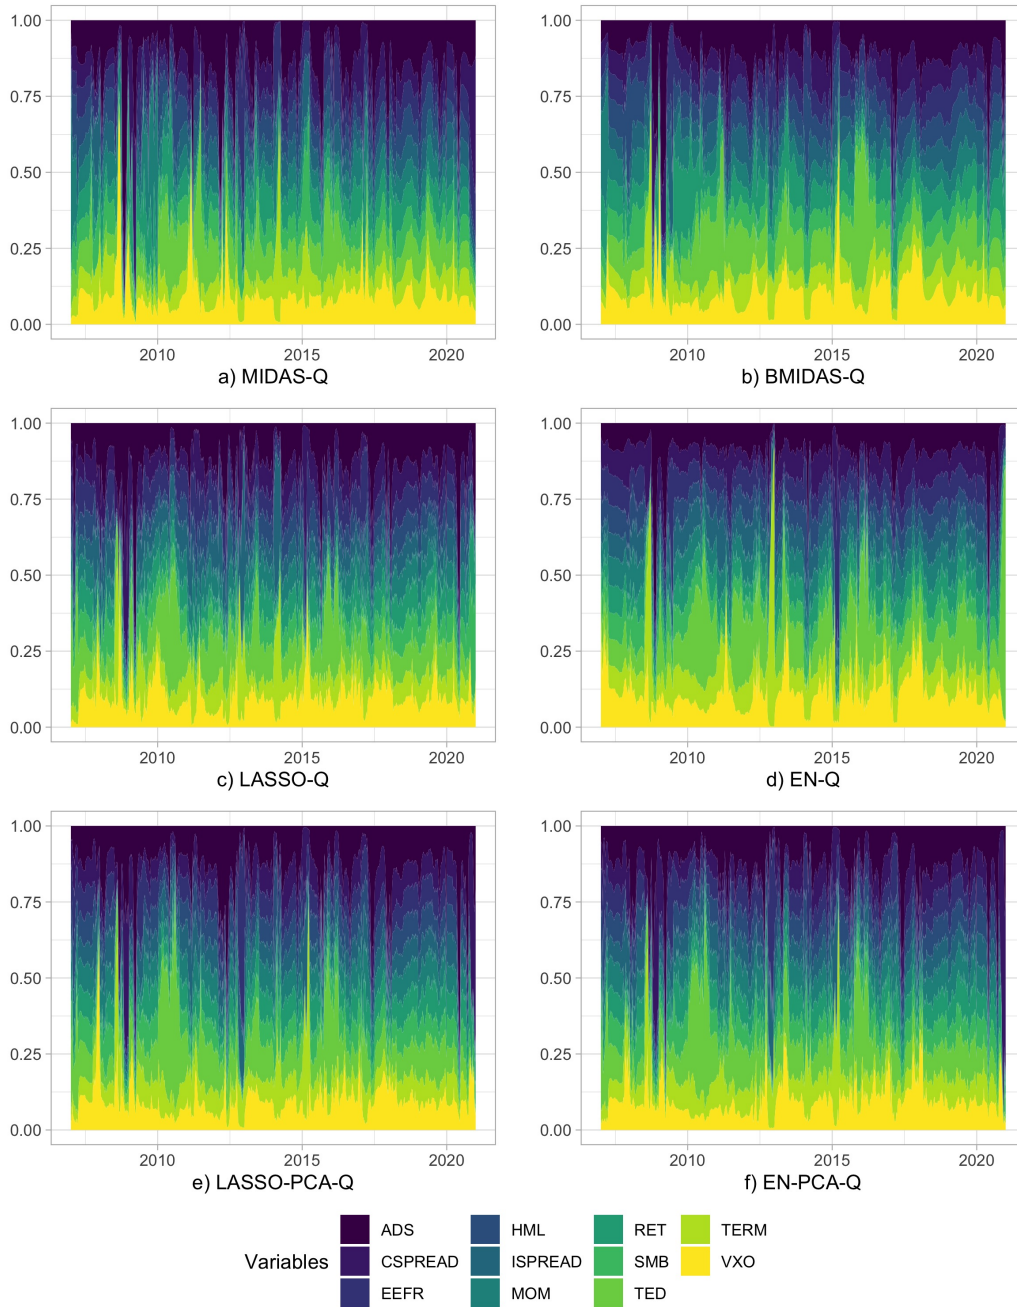 1.00
0.75
0.50
0.25
0.00
2010 2015 2020
a) MIDAS-Q
1.00
0.75
0.50
0.25
0.00
2010 2015 2020
b) BMIDAS-Q
1.00
0.75
0.50
0.25
0.00
2010 2015 2020
c) LASSO-Q
1.00
0.75
0.50
0.25
0.00
2010 2015 2020
d) EN-Q
1.00
0.75
0.50
0.25
0.00
2010 2015 2020
e) LASSO-PCA-Q
1.00
0.75
0.50
0.25
0.00
2010 2015 2020
f) EN-PCA-Q
Variables
ADS
CSPREAD
EEFR
HML
ISPREAD
MOM
RET
SMB
TED
TERM
VXO